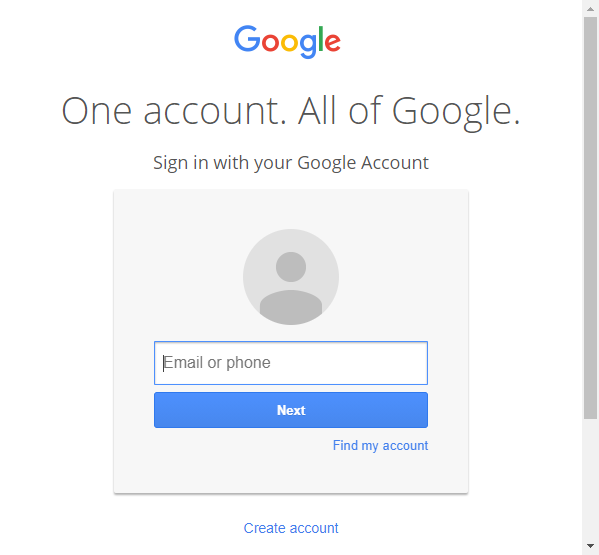 Google
One account. All of Google.
Sign in with your Google Account
Email or phone
Next
Find my account
Create account